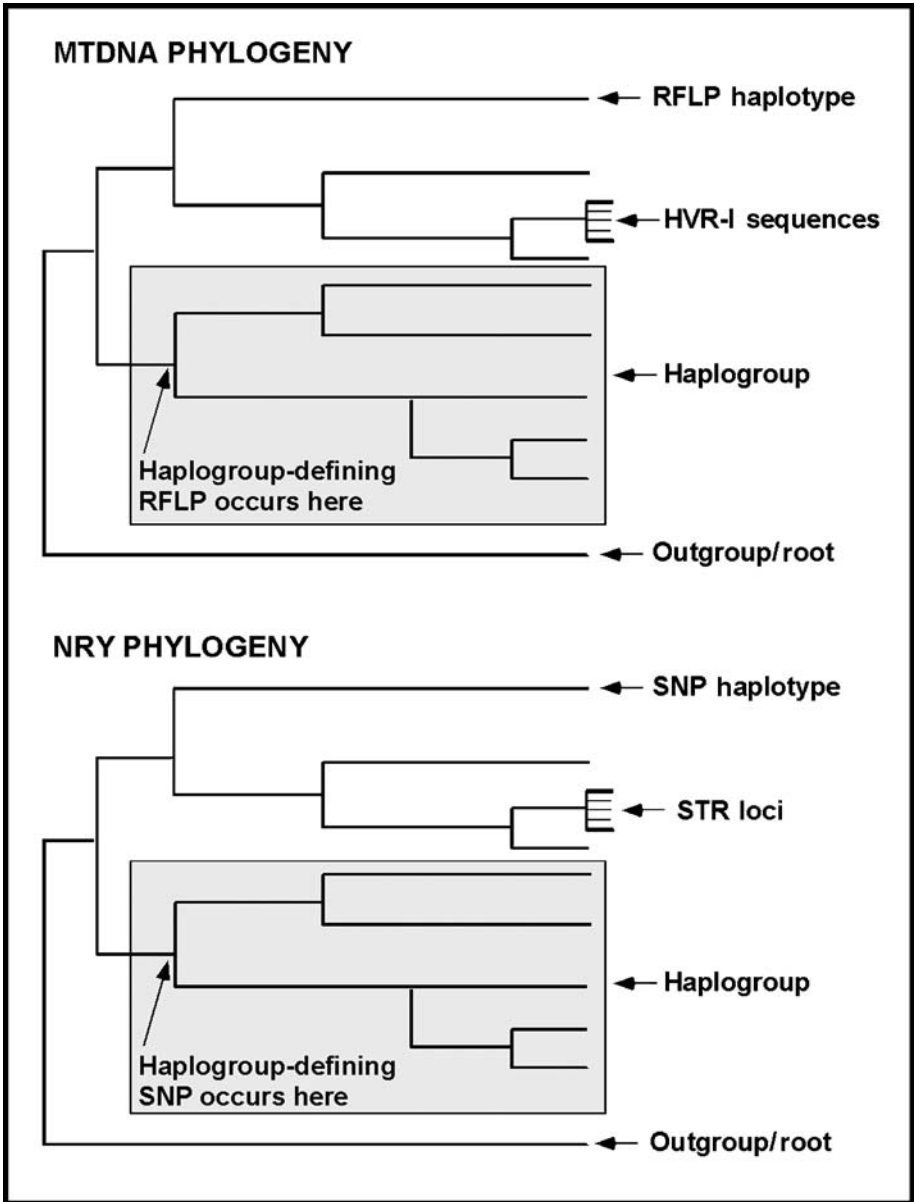 MTDNA PHYLOGENY
RFLP haplotype
HVR-I sequences
Haplogroup
Haplogroup-defining
RFLP occurs here
Outgroup/root
NRY PHYLOGENY
SNP haplotype
STR loci
Haplogroup
Haplogroup-defining
SNP occurs here
Outgroup/root